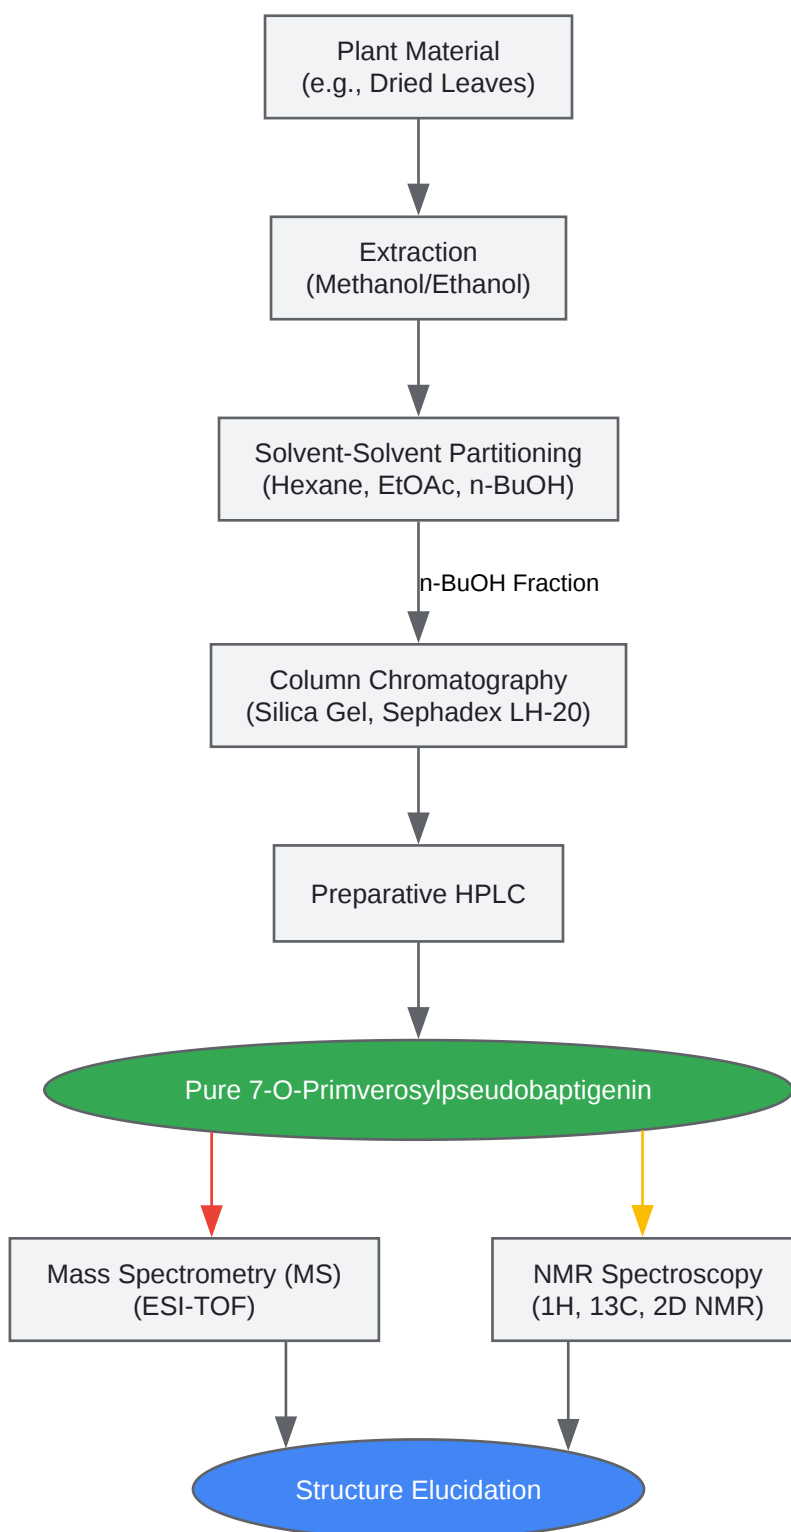 Plant Material
(e.g., Dried Leaves)
Extraction
(Methanol/Ethanol)
Solvent-Solvent Partitioning
(Hexane, EtOAc, n-BuOH)
n-BuOH Fraction
Column Chromatography
(Silica Gel, Sephadex LH-20)
Preparative HPLC
Pure 7-O-Primverosylpseudobaptigenin
Mass Spectrometry (MS)
(ESI-TOF)
NMR Spectroscopy
(1H, 13C, 2D NMR)
Structure Elucidation